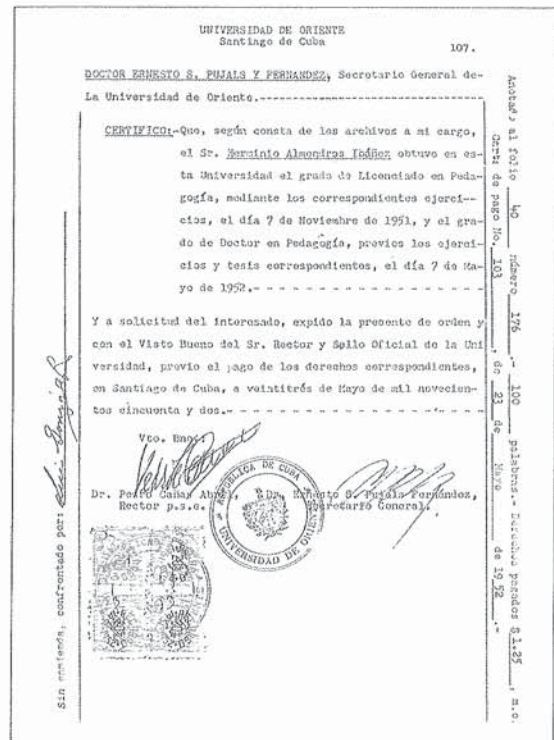 UNIVERSIDAD DE ORIENTE
Santiago de Cuba
107.
DOCTOR ERNESTO S. PUJALS Y FERNANDEZ, Secretario General de-
La Universidad de Oriente.-----------------------
CERTIFICO:-Que, según consta de los archivos a mi cargo,
el Sr. Herminio Almendros Ibáñez obtuvo en es-
ta Universidad el grado de Licenciado en Peda-
gogía, mediante los correspondientes ejerci--
cios, el día 7 de Noviembre de 1951, y el gra-
do de Doctor en Pedagogía, previos los ejerci-
cios y tesis correspondientes, el día 7 de Ma-
yo de 1952.- - - - - - - - - - - - - - - - - -
Y a solicitud del interesado, expido la presente de orden y
con el Visto Bueno del Sr. Rector y Sello Oficial de la Uni
versidad, previo el pago de los derechos correspondientes,
en Santiago de Cuba, a veintitrés de Mayo de mil novecien-
tos cincuenta y dos.- - - - - - - - - - - - - - -
Vto. Bno.:
Dr. Pedro Cañas Abril,
Rector p.s.r.
Dr. Ernesto S. Pujals Fernández,
Secretario General.
REPÚBLICA DE CUBA
UNIVERSIDAD DE ORIENTE
Sin enmienda, confrontado por:
Anotado al folio 40 número 176 .- 100 palabras.- Derechos pagados $ 1.25 , m.o.
Carta de pago No. 103 , de 23 de Mayo de 19 52 .-